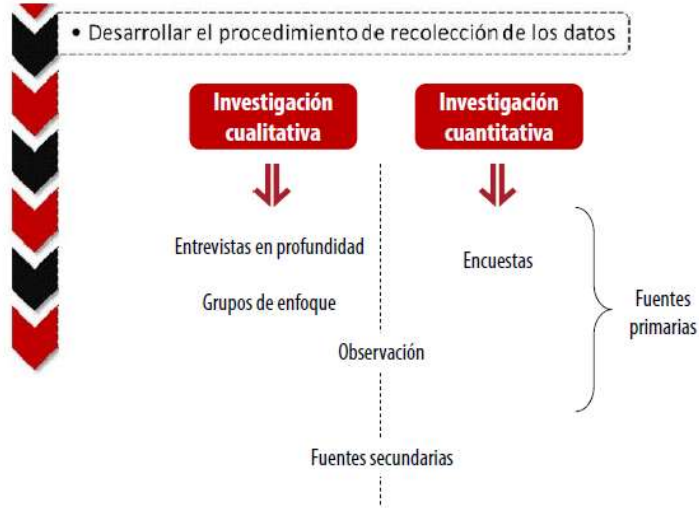 • Desarrollar el procedimiento de recolección de los datos
Investigación
cualitativa
Investigación
cuantitativa
Entrevistas en profundidad
Encuestas
Grupos de enfoque
Fuentes
primarias
Observación
Fuentes secundarias